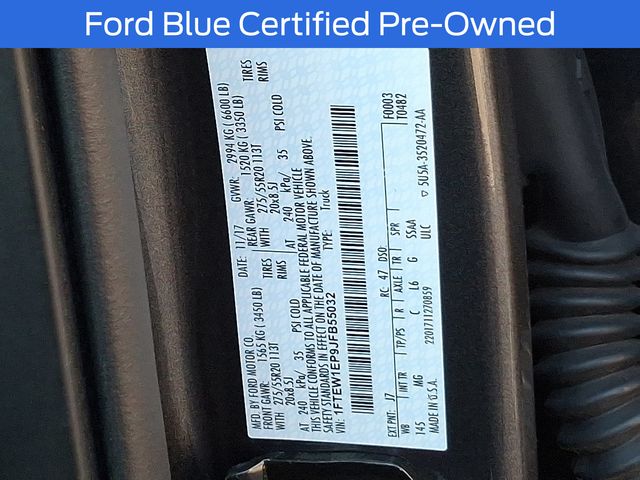 Ford Blue Certified Pre-Owned
MFD. BY FORD MOTOR CO.
DATE: 11/17 GVWR: 2994 KG ( 6600 LB)
FRONT GAWR: 1565 KG (3450 LB) REAR GAWR: 1520 KG ( 3350 LB)
WITH 275/55R20 113T TIRES WITH 275/55R20 113T TIRES
20x8.5J RIMS 20x8.5J RIMS
AT 240 kPa/ 35 PSI COLD AT 240 kPa/ 35 PSI COLD
THIS VEHICLE CONFORMS TO ALL APPLICABLE FEDERAL MOTOR VEHICLE
SAFETY STANDARDS IN EFFECT ON THE DATE OF MANUFACTURE SHOWN ABOVE.
VIN: 1FTEW1EP9JFB55032 TYPE: Truck
F0003
T0482
EXT PNT: J7 RC: 47 DSO:
WB INT TR TP/PS R AXLE TR SPR
145 MG C L6 G 55AA
ULC
MADE IN U.S.A. 2201711270859 5U5A-3520472-AA